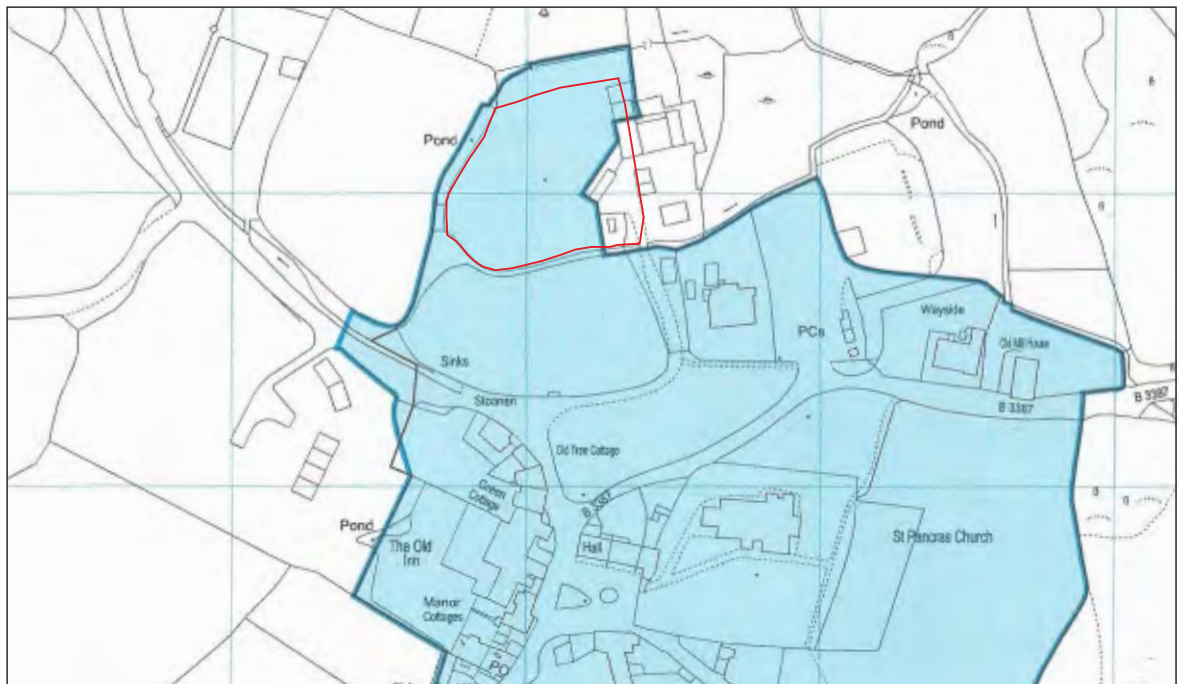 Pond
Pond
Wayside
PCs
Old Mill House
Sinks
B 3387
Stocmen
B 3387
Old Tree Cottage
Green
Cottage
B 3387
Pond
The Old
Inn
Hall
St Pancras Church
Manor
Cottages
PO